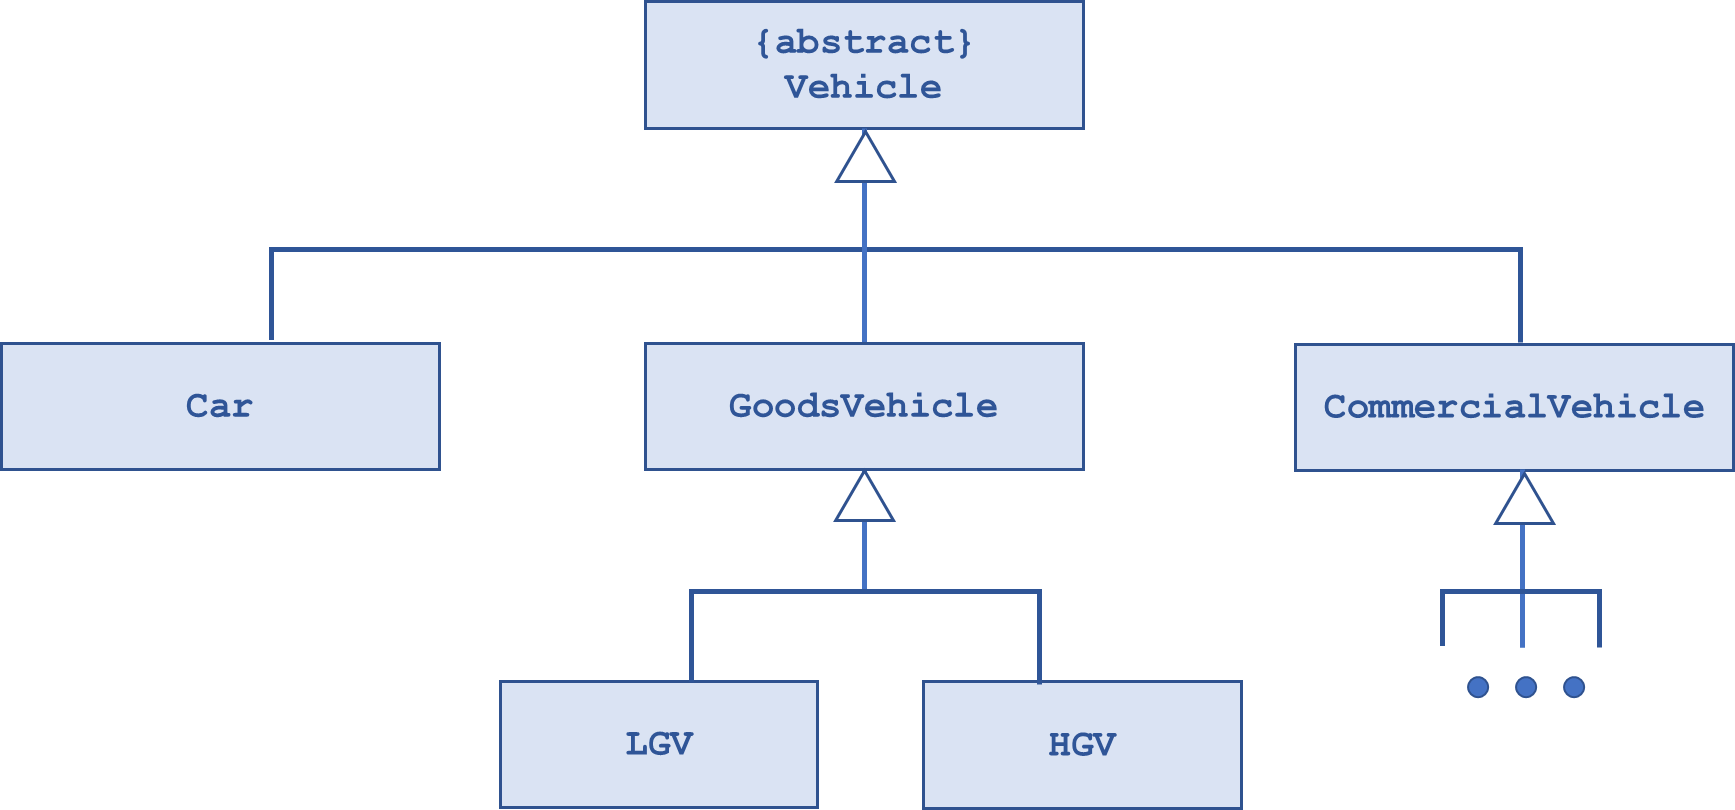 {abstract}
Vehicle
Car
GoodsVehicle
CommercialVehicle
LGV
HGV